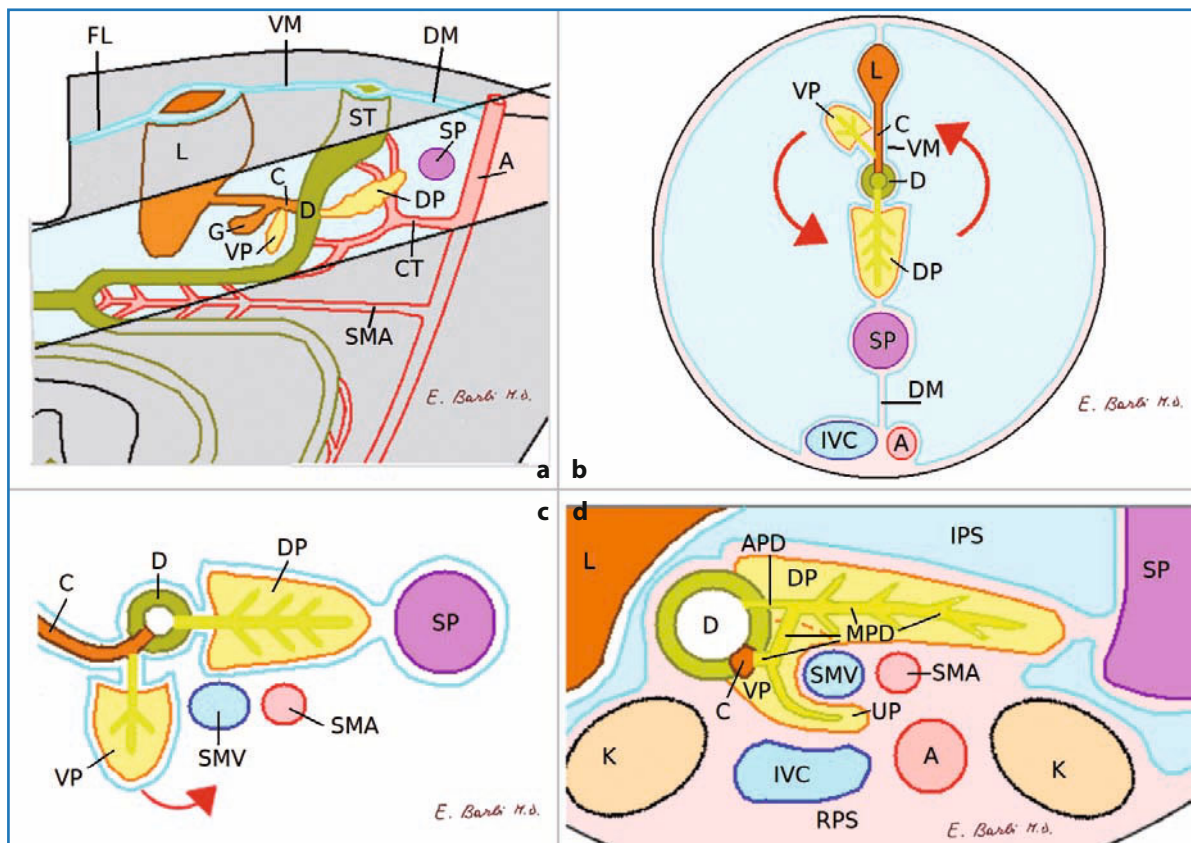 FL
VM
DM
L
ST
SP
A
C
D
DP
G
VP
CT
SMA
E. Barbi M.D.
a
b
L
VP
C
VM
D
DP
SP
DM
IVC
A
E. Barbi M.D.
c
D
DP
C
SP
VP
SMV
SMA
E. Barbi M.D.
d
L
APD
IPS
SP
DP
D
MPD
VP
SMV
SMA
C
UP
K
IVC
A
K
RPS
E. Barbi M.D.